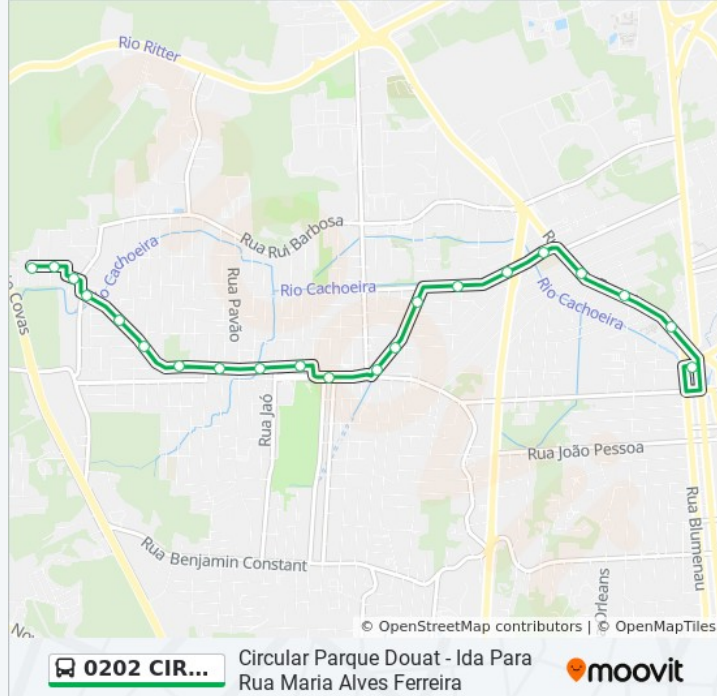 Rio Ritter
Rua Rui Barbosa
Rio Cachoeira
Rua Pavão
Rio Cachoeira
Rio Cachoeira
Covas
Rua Jaó
Rua João Pessoa
Rua Blumenau
Rua Benjamin Constant
Orleans
© OpenStreetMap contributors | © OpenMapTiles
0202 CIR...
Circular Parque Douat - Ida Para
Rua Maria Alves Ferreira
moovit